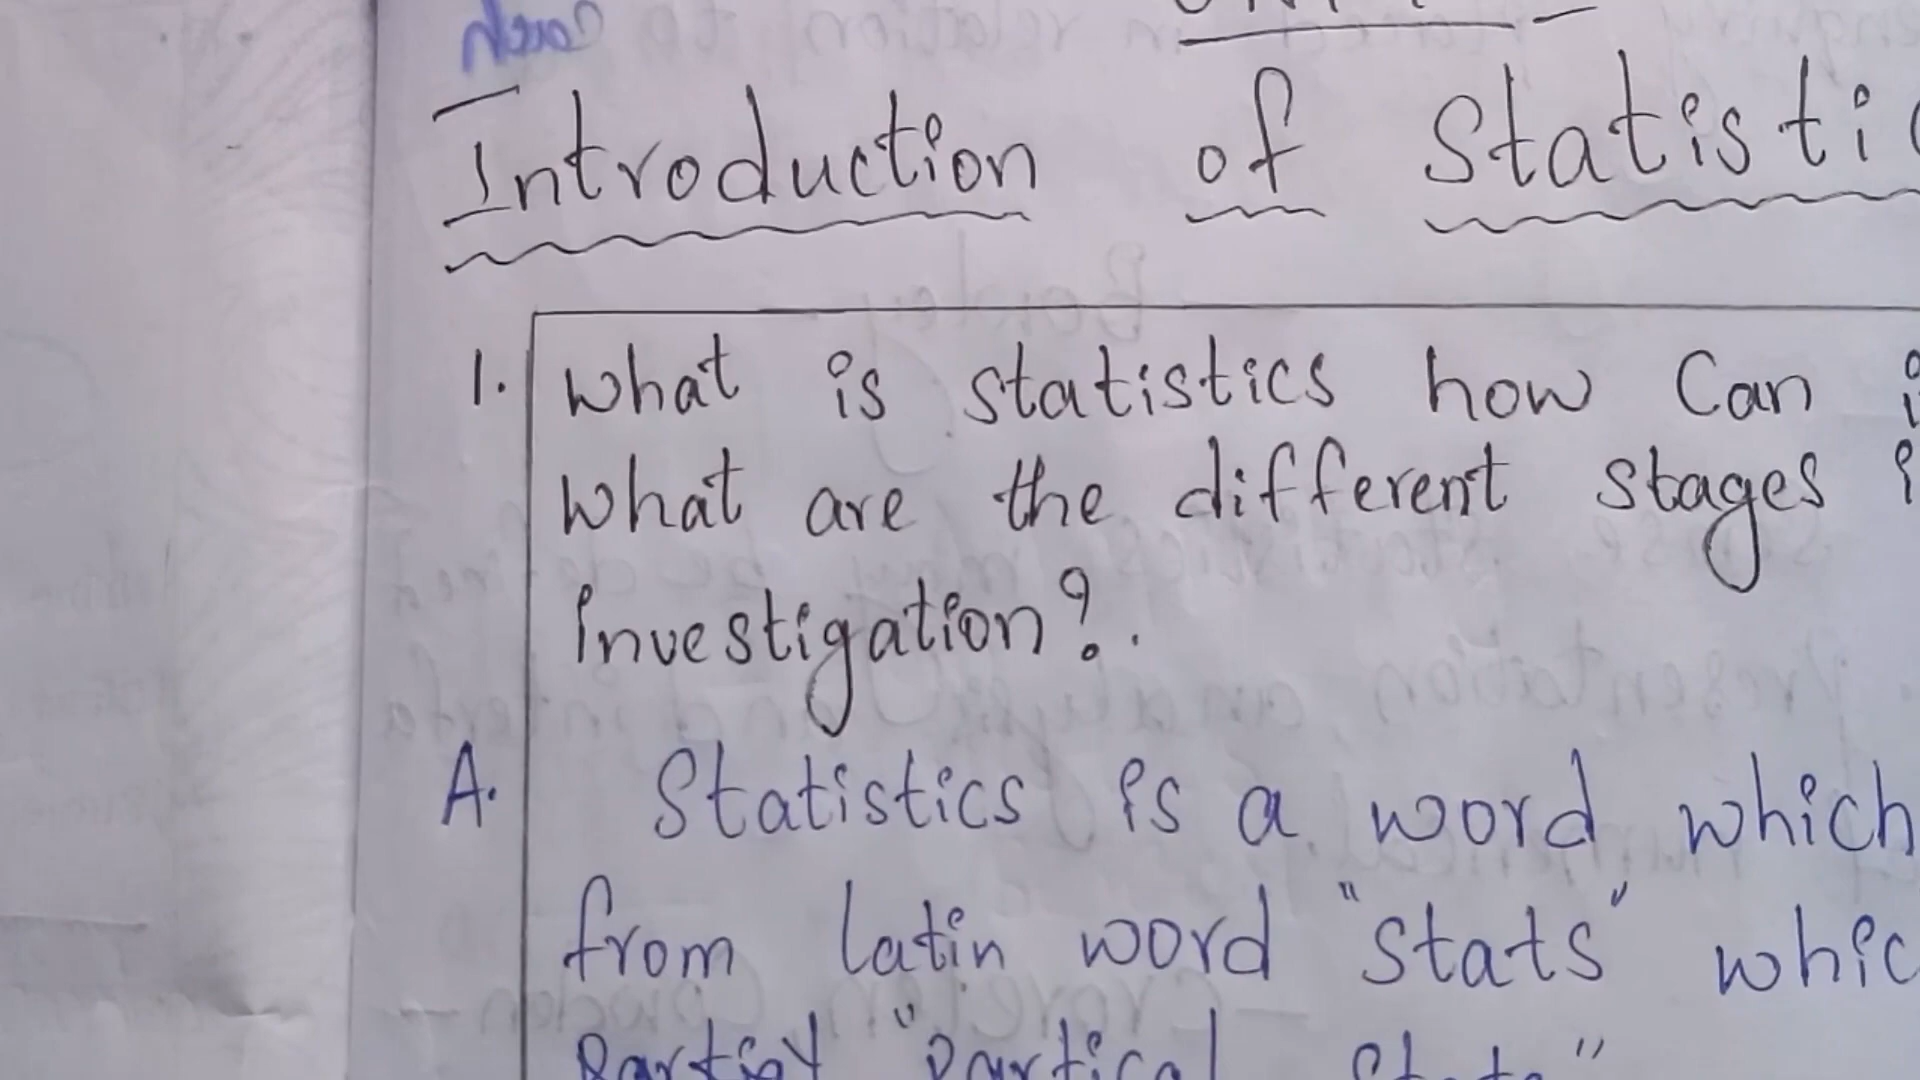 Introduction of Statistic
1. What is statistics how Can i
What are the different stages i
investigation?.
A. Statistics is a word which
from latin word "stats" whic